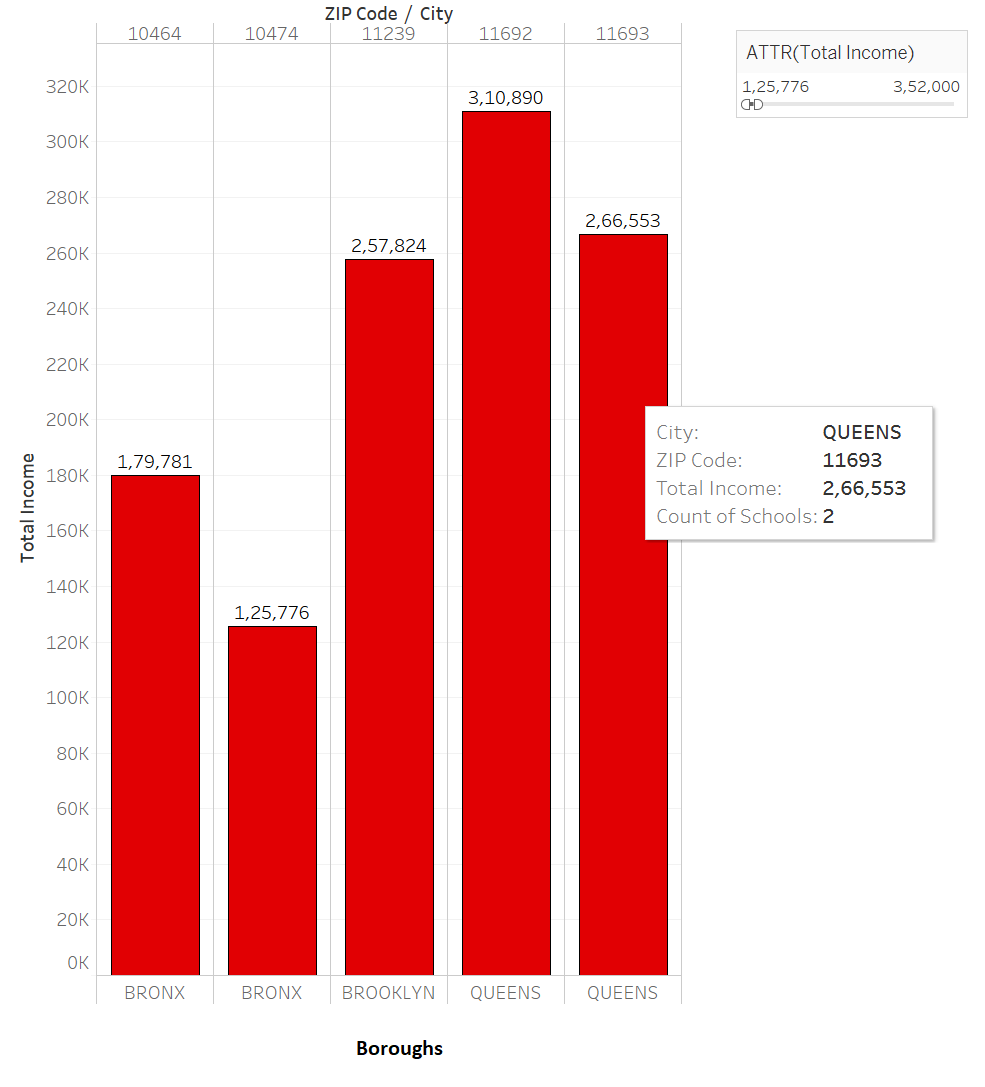 ZIP Code / City
10464 10474 11239 11692 11693
ATTR(Total Income)
1,25,776 3,52,000
320K
3,10,890
300K
280K
2,66,553
260K
2,57,824
240K
220K
200K
180K
1,79,781
160K
140K
1,25,776
120K
100K
80K
60K
40K
20K
0K
Total Income
City: QUEENS
ZIP Code: 11693
Total Income: 2,66,553
Count of Schools: 2
BRONX BRONX BROOKLYN QUEENS QUEENS
Boroughs